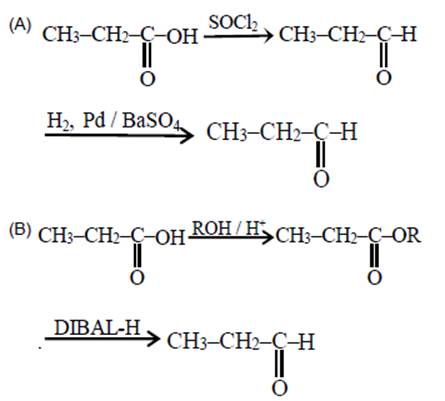 (A) CH3–CH2–C–OH SOCl2 CH3–CH2–C–H
O O
H2, Pd / BaSO4 CH3–CH2–C–H
O
(B) CH3–CH2–C–OH ROH / H+ CH3–CH2–C–OR
O O
. DIBAL-H CH3–CH2–C–H
O